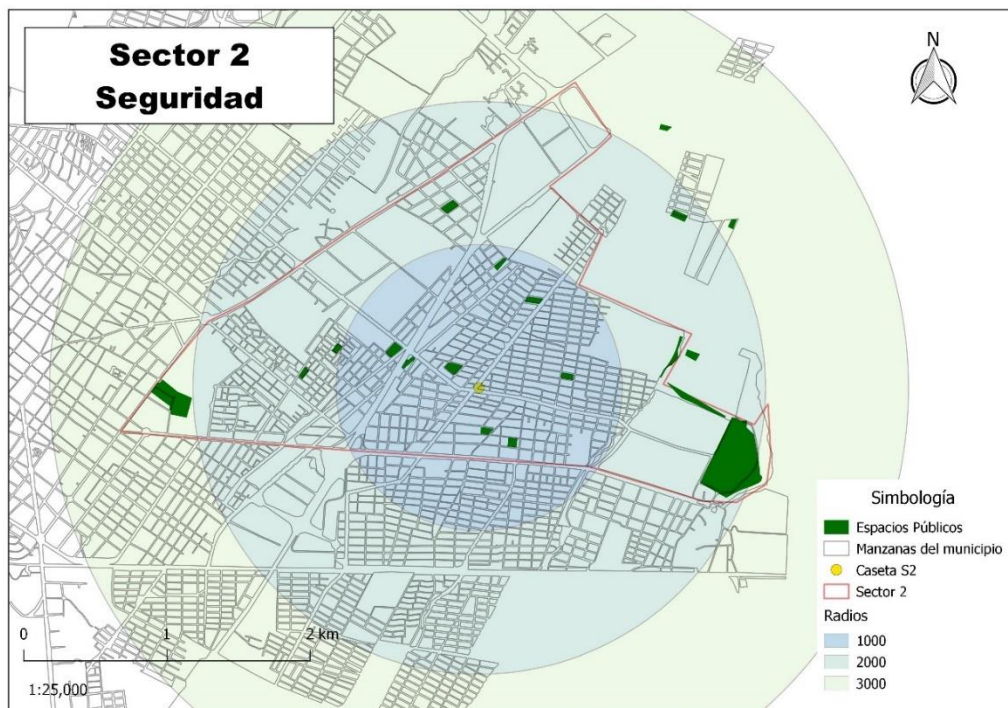 Sector 2
Seguridad
N
Simbología
Espacios Públicos
Manzanas del municipio
Caseta S2
Sector 2
Radios
1000
2000
3000
0 1 2 km
1:25,000